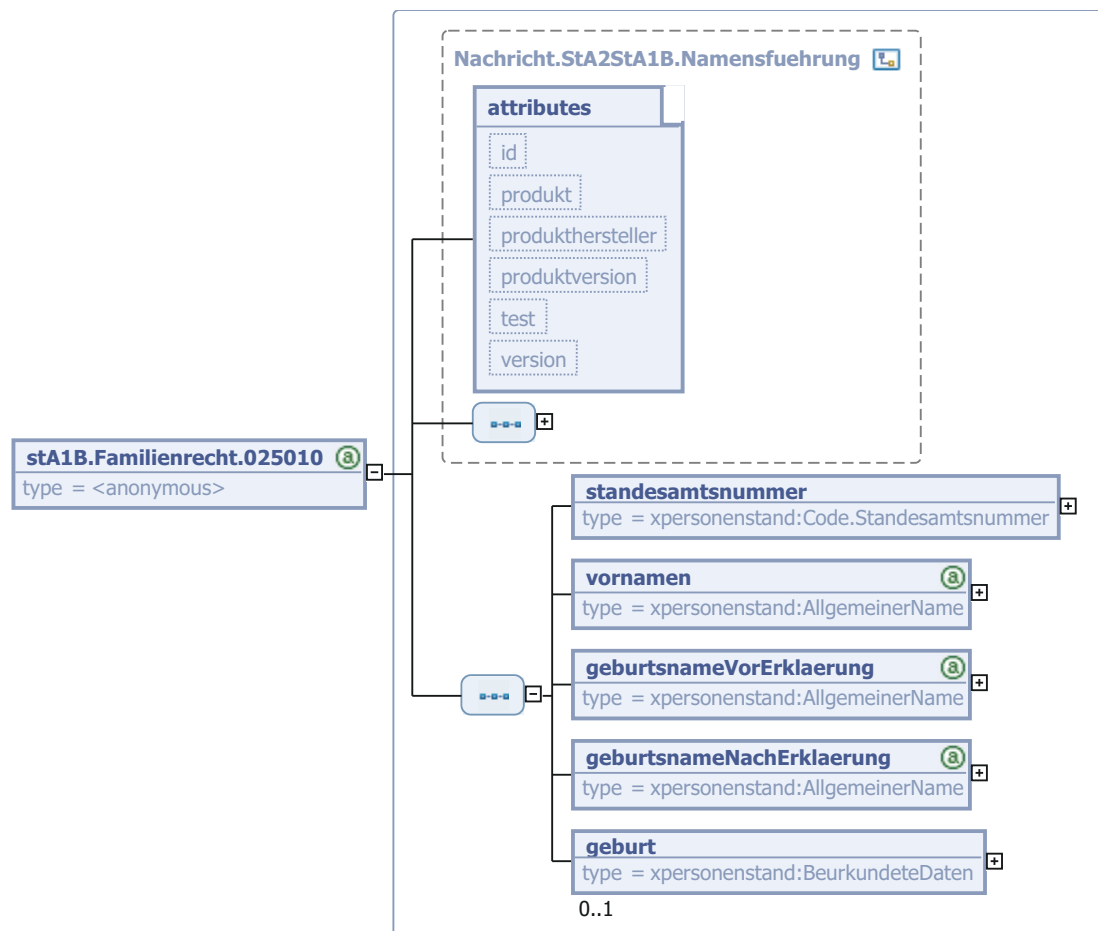 Nachricht.StA2StA1B.Namensfuehrung
attributes
id
produkt
produkthersteller
produktversion
test
version
stA1B.Familienrecht.025010
type = <anonymous>
standesamtsnummer
type = xpersonenstand:Code.Standesamtsnummer
vornamen
type = xpersonenstand:AllgemeinerName
geburtsnameVorErklaerung
type = xpersonenstand:AllgemeinerName
geburtsnameNachErklaerung
type = xpersonenstand:AllgemeinerName
geburt
type = xpersonenstand:BeurkundeteDaten
0..1